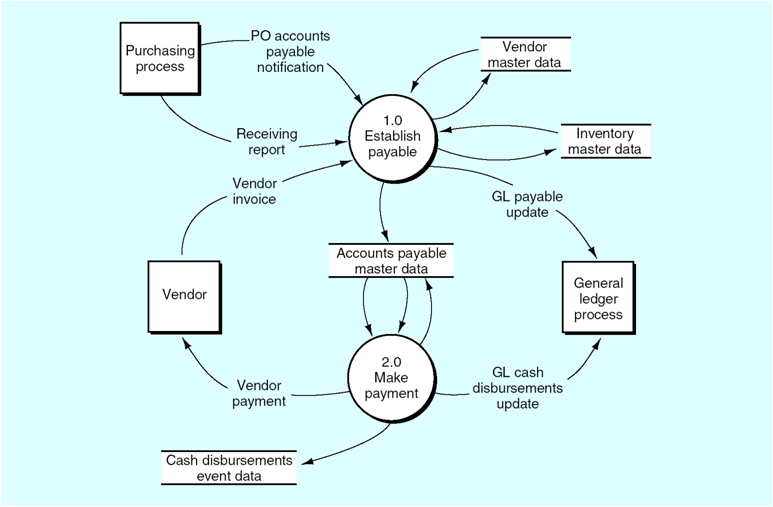 Purchasing
process
PO accounts
payable
notification
Vendor
master data
1.0
Establish
payable
Receiving
report
Inventory
master data
Vendor
invoice
GL payable
update
Accounts payable
master data
Vendor
General
ledger
process
2.0
Make
payment
Vendor
payment
GL cash
disbursements
update
Cash disbursements
event data